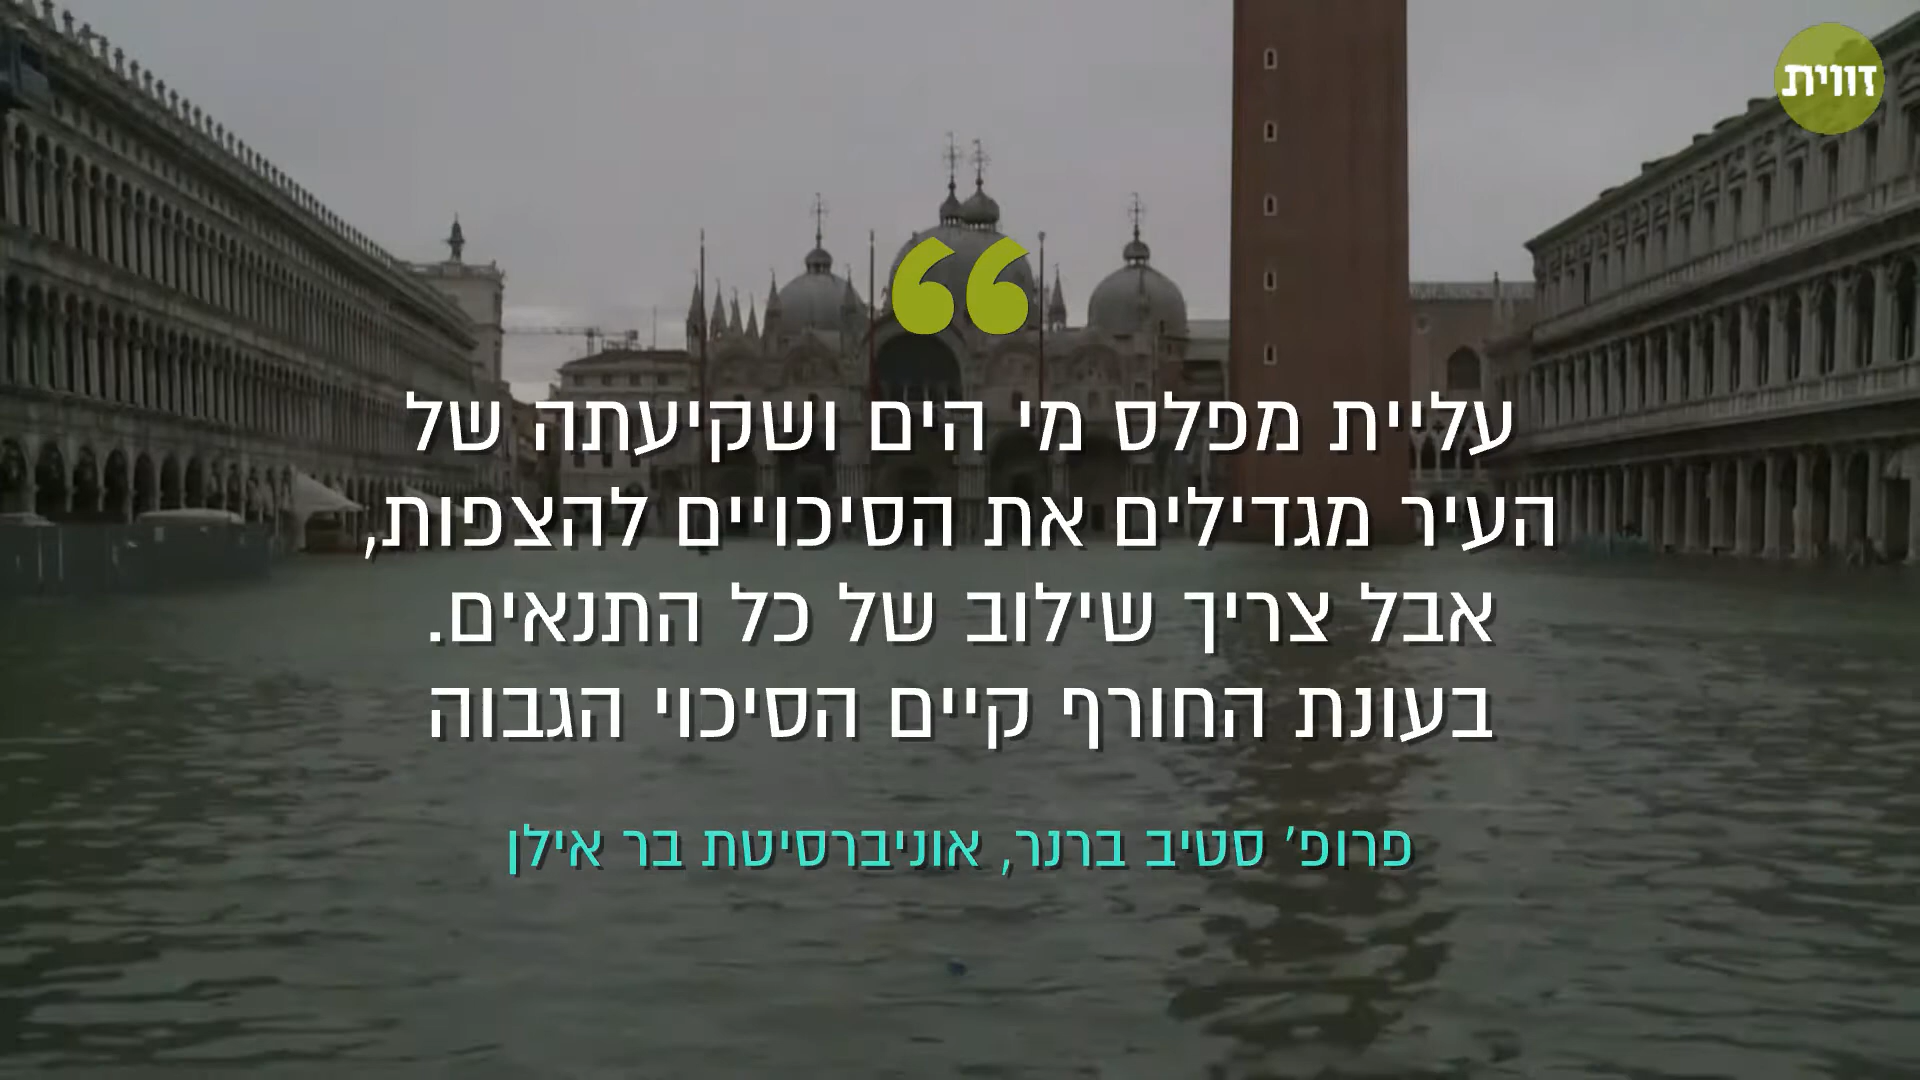 זווית
עליית מפלס מי הים ושקיעתה של
העיר מגדילים את הסיכויים להצפות,
אבל צריך שילוב של כל התנאים.
בעונת החורף קיים הסיכוי הגבוה
פרופ' סטיב ברנר, אוניברסיטת בר אילן